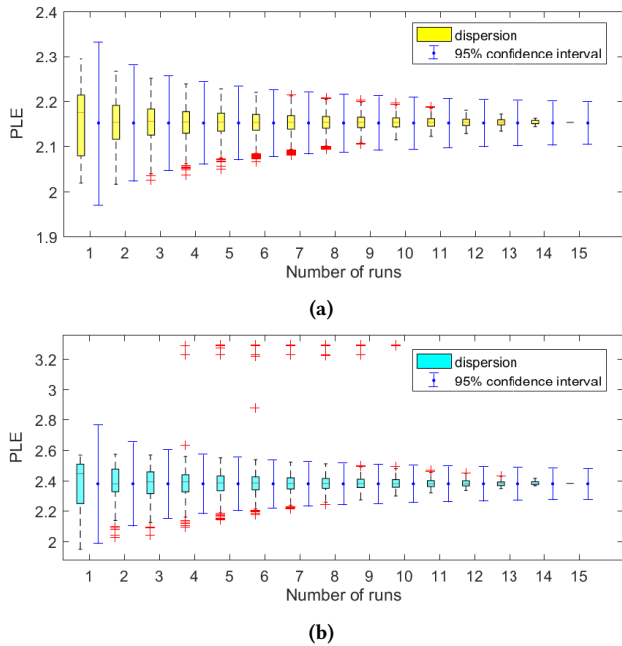 2.4
2.3
2.2
2.1
2
1.9
PLE
dispersion
95% confidence interval
1 2 3 4 5 6 7 8 9 10 11 12 13 14 15
Number of runs
(a)
3.2
3
2.8
2.6
2.4
2.2
2
PLE
dispersion
95% confidence interval
1 2 3 4 5 6 7 8 9 10 11 12 13 14 15
Number of runs
(b)